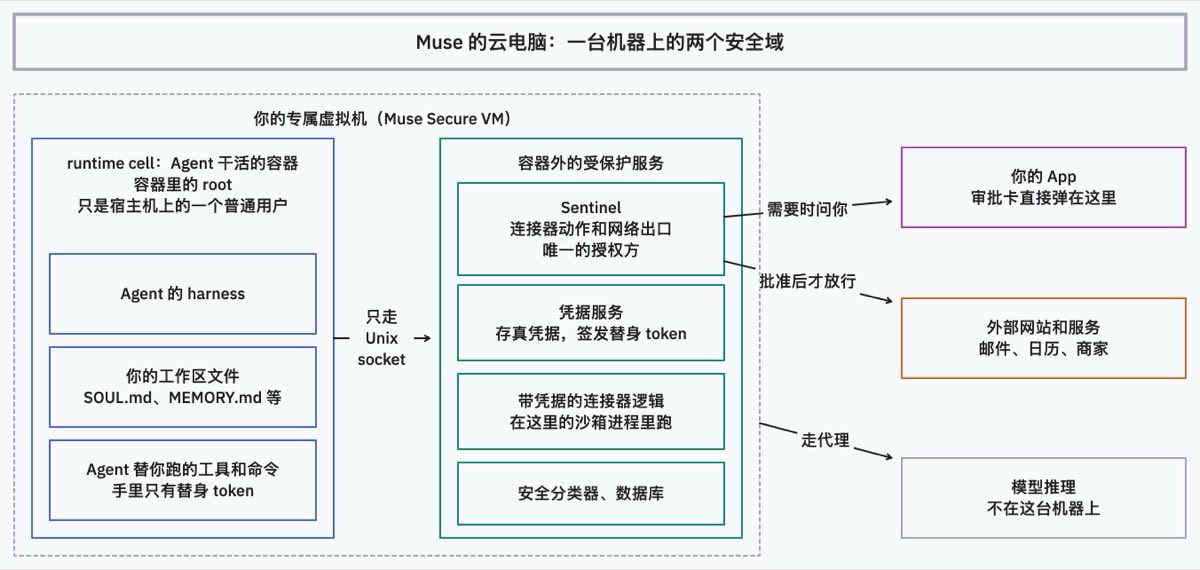 Muse 的云电脑：一台机器上的两个安全域
你的专属虚拟机（Muse Secure VM）
runtime cell：Agent 干活的容器
容器里的 root
只是宿主机上的一个普通用户
Agent 的 harness
你的工作区文件
SOUL.md、MEMORY.md 等
Agent 替你跑的工具和命令
手里只有替身 token
只走
Unix
socket
容器外的受保护服务
Sentinel
连接器动作和网络出口
唯一的授权方
凭据服务
存真凭据，签发替身 token
带凭据的连接器逻辑
在这里的沙箱进程里跑
安全分类器、数据库
需要时问你
批准后才放行
走代理
你的 App
审批卡直接弹在这里
外部网站和服务
邮件、日历、商家
模型推理
不在这台机器上